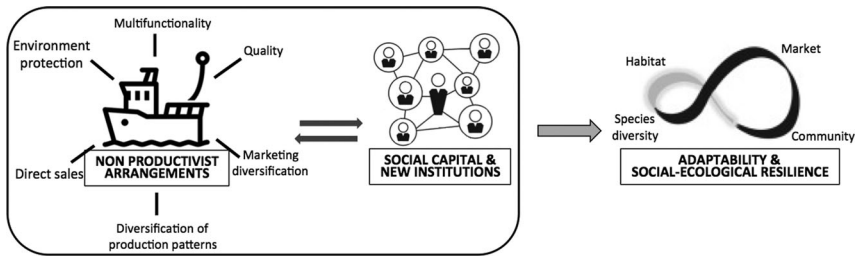 Multifunctionality
Environment
protection
Quality
Direct sales
NON PRODUCTIVIST
ARRANGEMENTS
Marketing
diversification
Diversification of
production patterns
SOCIAL CAPITAL &
NEW INSTITUTIONS
Habitat
Market
Species
diversity
Community
ADAPTABILITY &
SOCIAL-ECOLOGICAL RESILIENCE